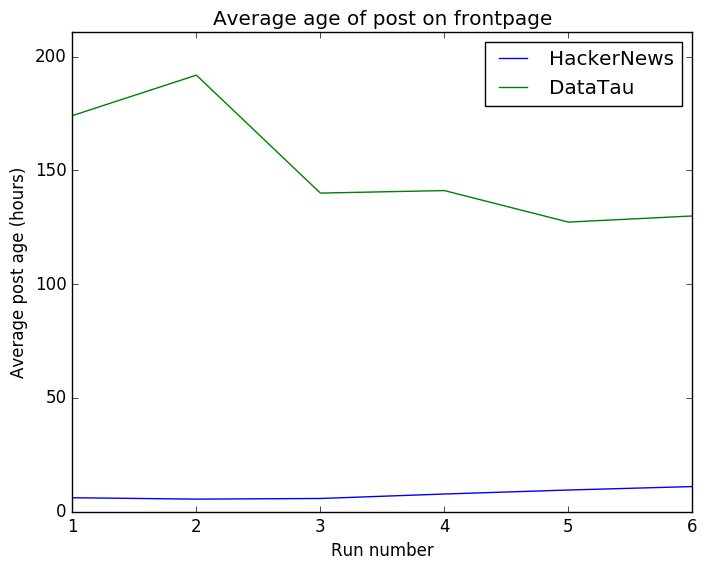 Average age of post on frontpage
HackerNews
DataTau
200
150
100
50
0
Average post age (hours)
1 2 3 4 5 6
Run number